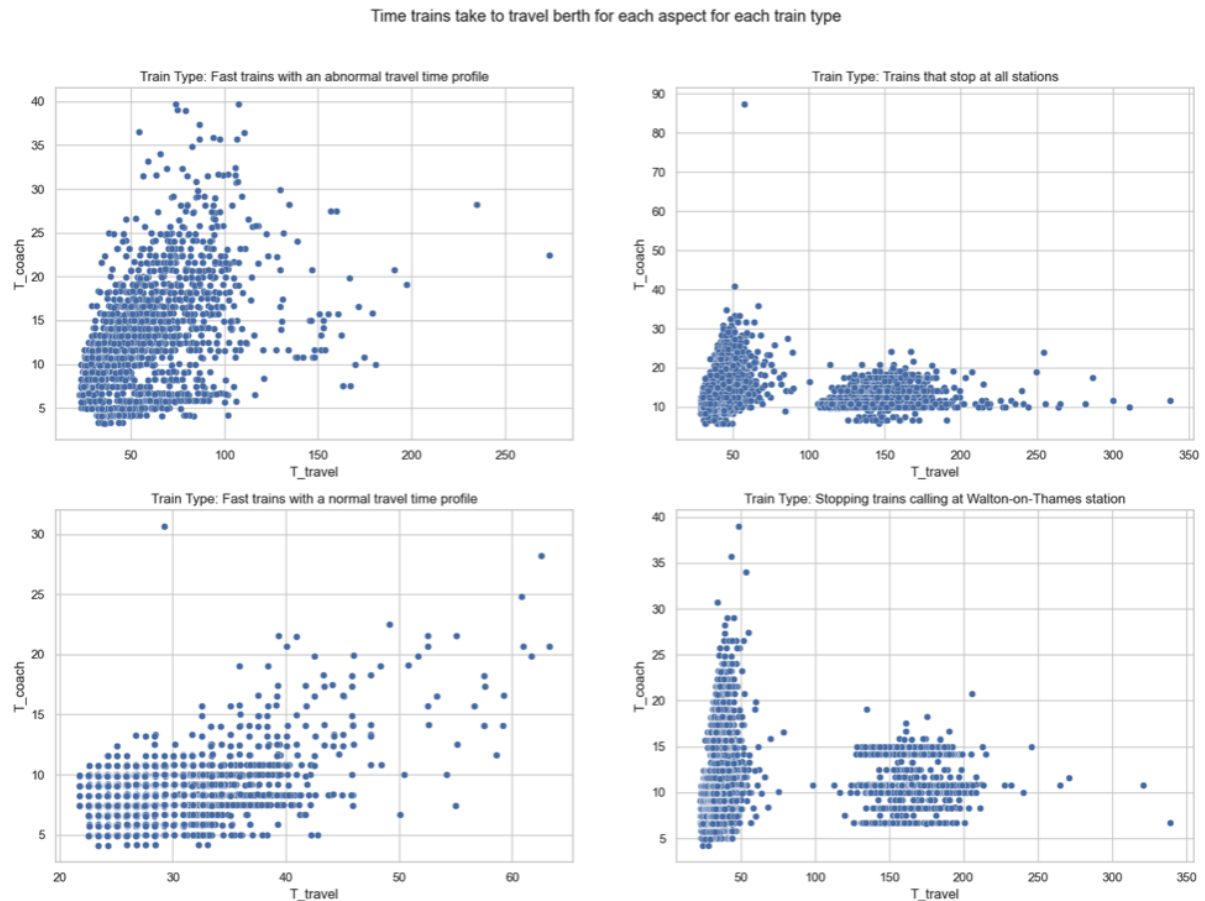 Time trains take to travel berth for each aspect for each train type
Train Type: Fast trains with an abnormal travel time profile
40
35
30
25
20
15
10
5
T_coach
50 100 150 200 250
T_travel
Train Type: Trains that stop at all stations
90
80
70
60
50
40
30
20
10
T_coach
50 100 150 200 250 300 350
T_travel
Train Type: Fast trains with a normal travel time profile
30
25
20
15
10
5
T_coach
20 30 40 50 60
T_travel
Train Type: Stopping trains calling at Walton-on-Thames station
40
35
30
25
20
15
10
5
T_coach
50 100 150 200 250 300 350
T_travel